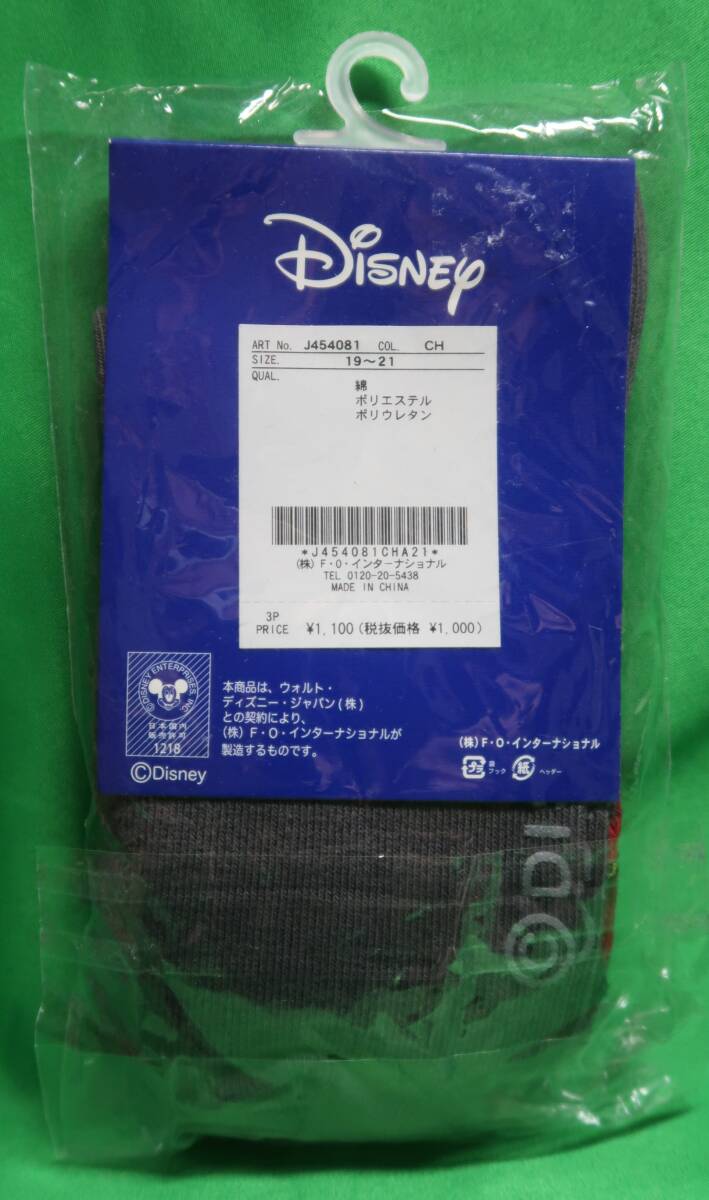 Disney
ART No. J454081 COL. CH
SIZE. 19～21
QUAL.
綿
ポリエステル
ポリウレタン
*J454081CHA21*
(株)F・O・インターナショナル
TEL 0120-20-5438
MADE IN CHINA
3P
PRICE ¥1,100(税抜価格 ¥1,000)
©DISNEY ENTERPRISES, INC.
日本国内
販売許可
1218
©Disney
本商品は、ウォルト・
ディズニー・ジャパン(株)
との契約により、
(株)F・O・インターナショナルが
製造するものです。
(株)F・O・インターナショナル
プラ 袋 フック 紙 ヘッダー